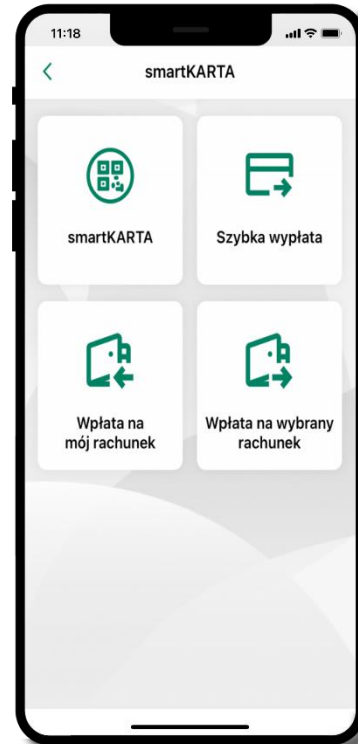 11:18
smartKARTA
smartKARTA
Szybka wypłata
Wpłata na
mój rachunek
Wpłata na wybrany
rachunek